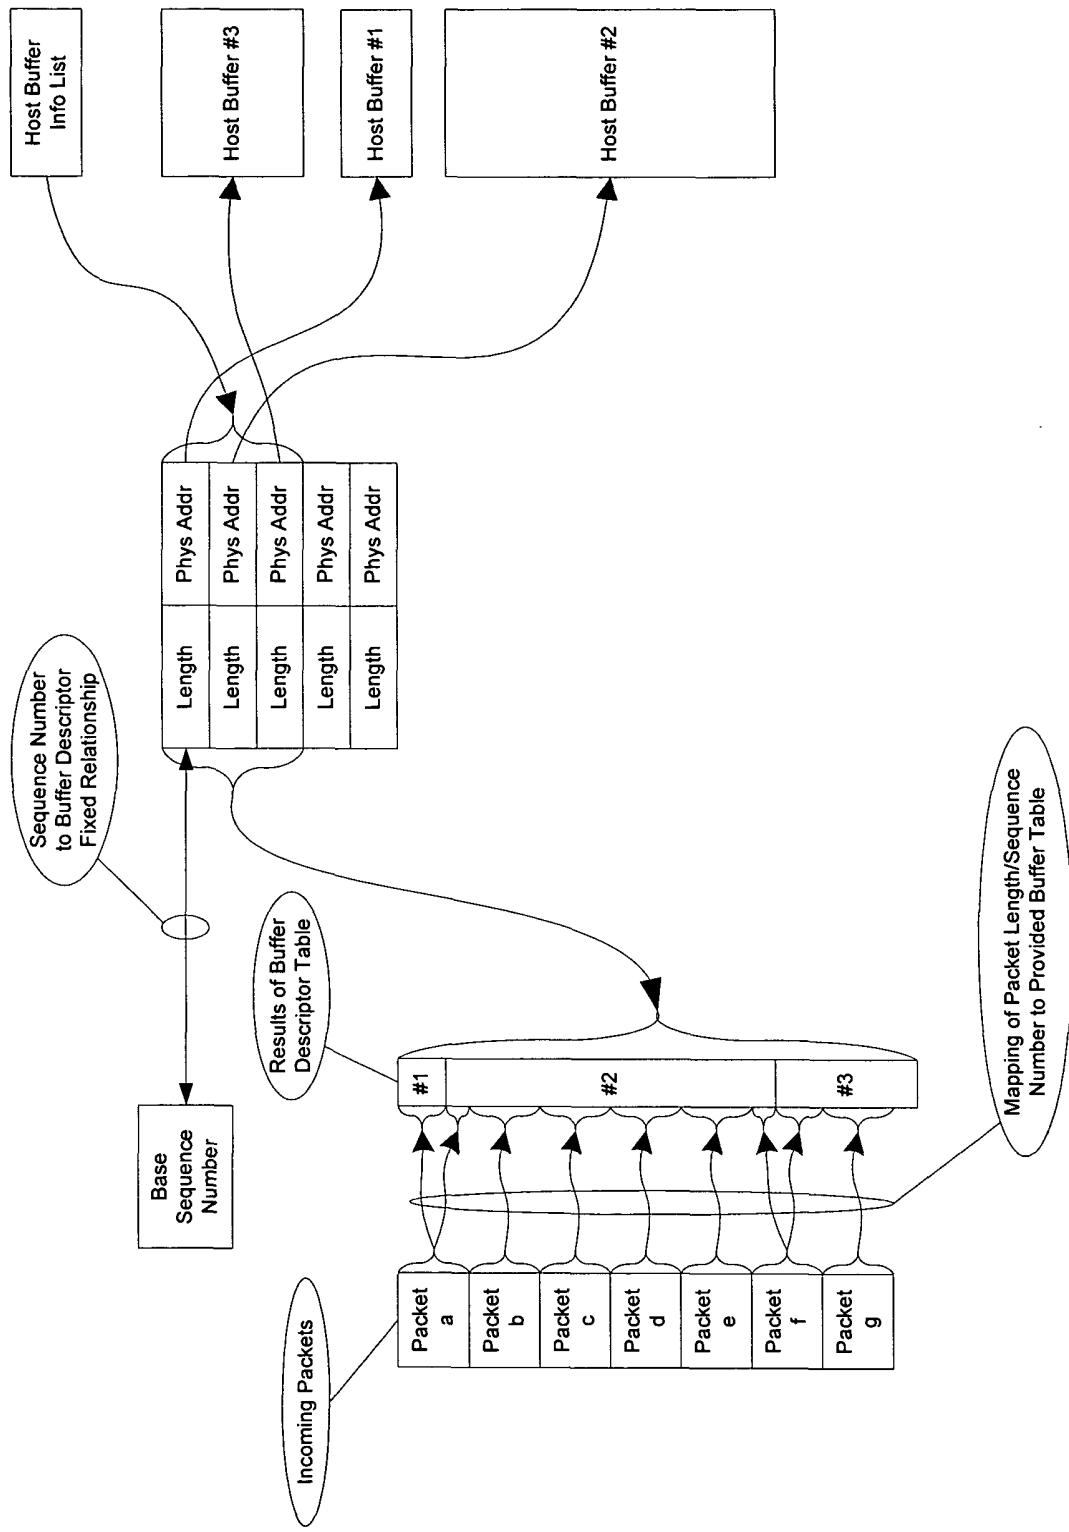 Incoming Packets
Packet
a
Packet
b
Packet
c
Packet
d
Packet
e
Packet
f
Packet
g
Base
Sequence
Number
Results of Buffer
Descriptor Table
#1
#2
#3
Mapping of Packet Length/Sequence
Number to Provided Buffer Table
Sequence Number
to Buffer Descriptor
Fixed Relationship
Length Phys Addr
Length Phys Addr
Length Phys Addr
Length Phys Addr
Length Phys Addr
Host Buffer
Info List
Host Buffer #3
Host Buffer #1
Host Buffer #2